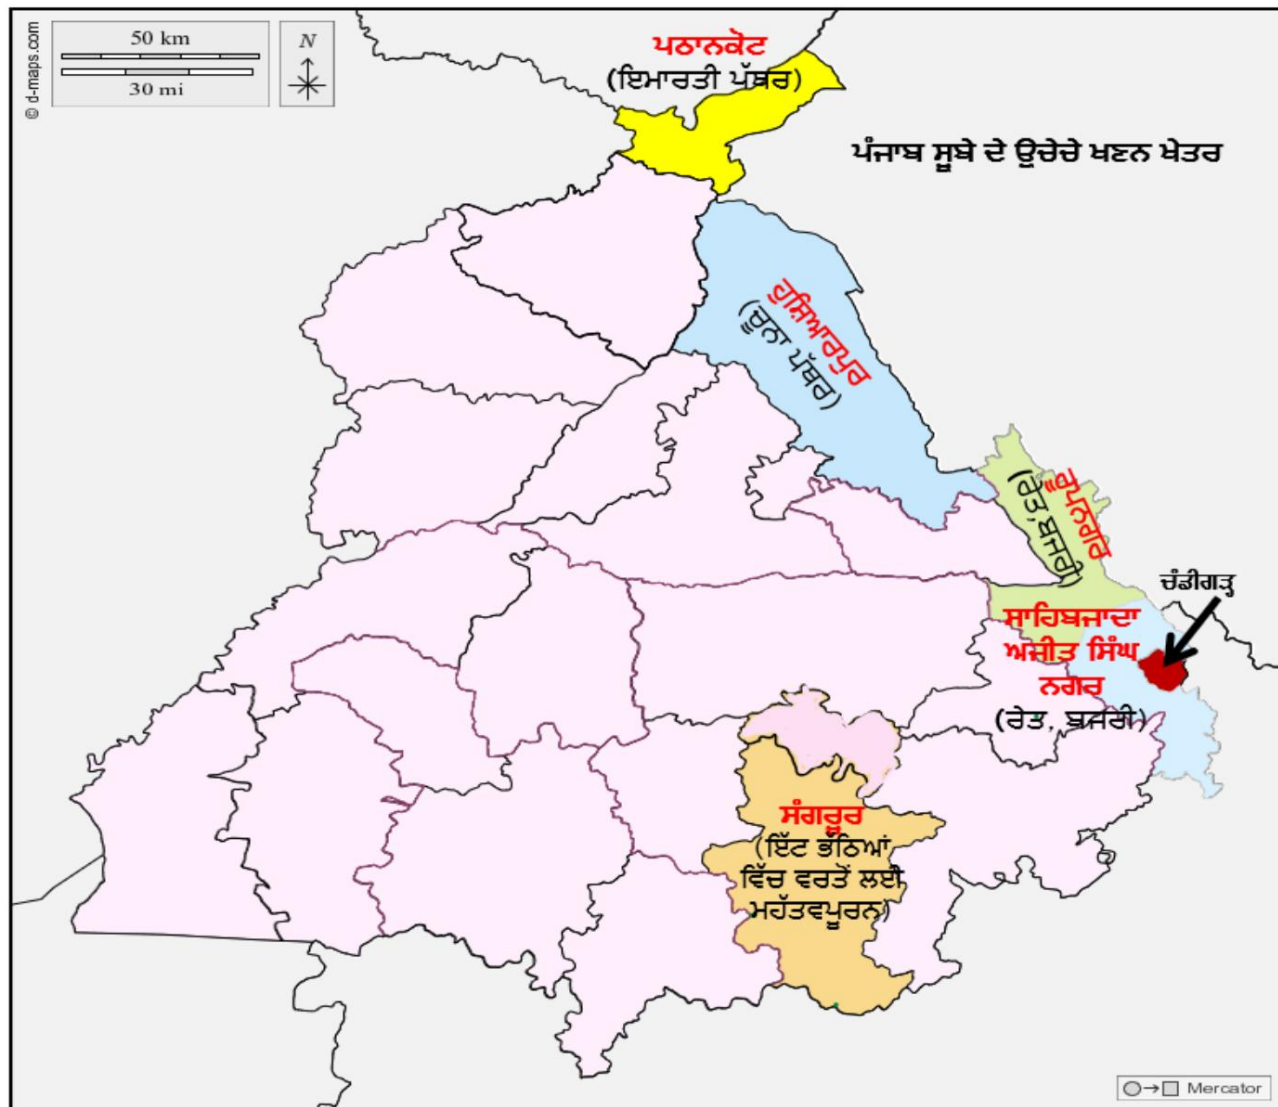 © d-maps.com
50 km
30 mi
N
ਪਠਾਨਕੋਟ
(ਇਮਾਰਤੀ ਪੱਥਰ)
ਪੰਜਾਬ ਸੂਬੇ ਦੇ ਉਚੇਚੇ ਖਣਨ ਖੇਤਰ
ਹੁਸ਼ਿਆਰਪੁਰ
(ਚੂਨਾ ਪੱਥਰ)
ਰੂਪਨਗਰ
(ਰੇਤ,ਬਜਰੀ)
ਚੰਡੀਗੜ੍ਹ
ਸਾਹਿਬਜਾਦਾ
ਅਜੀਤ ਸਿੰਘ
ਨਗਰ
(ਰੇਤ, ਬਜਰੀ)
ਸੰਗਰੂਰ
(ਇੱਟ ਭੱਠਿਆਂ
ਵਿੱਚ ਵਰਤੋਂ ਲਈ
ਮਹੱਤਵਪੂਰਨ)
Mercator